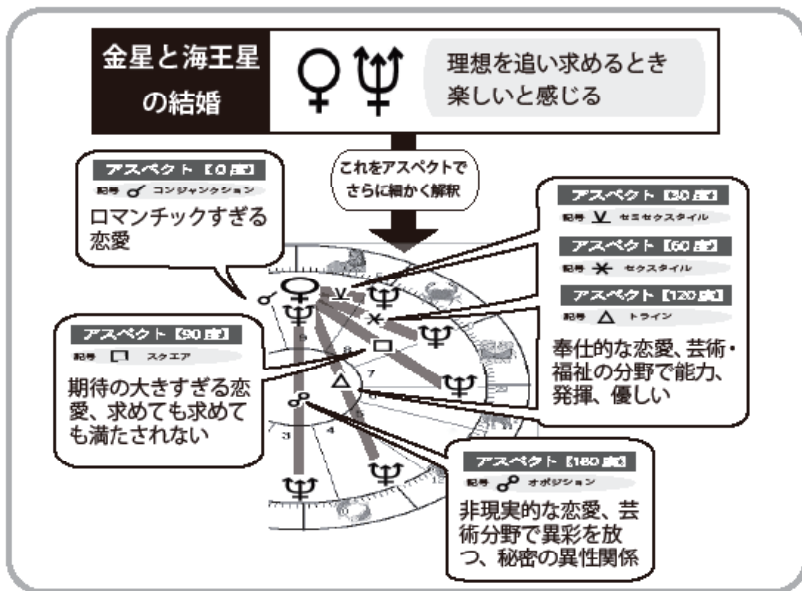 金星と海王星
の結婚
♀♆
理想を追い求めるとき
楽しいと感じる
これをアスペクトで
さらに細かく解釈
アスペクト【0度】
記号 ☌ コンジャンクション
ロマンチックすぎる
恋愛
アスペクト【30度】
記号 ⚺ セミセクスタイル
アスペクト【60度】
記号 ⚹ セクスタイル
アスペクト【120度】
記号 △ トライン
奉仕的な恋愛、芸術・
福祉の分野で能力、
発揮、優しい
アスペクト【90度】
記号 □ スクエア
期待の大きすぎる恋
愛、求めても求めて
も満たされない
アスペクト【180度】
記号 ☍ オポジション
非現実的な恋愛、芸
術分野で異彩を放
つ、秘密の異性関係
9
8
7
6
5
4
3